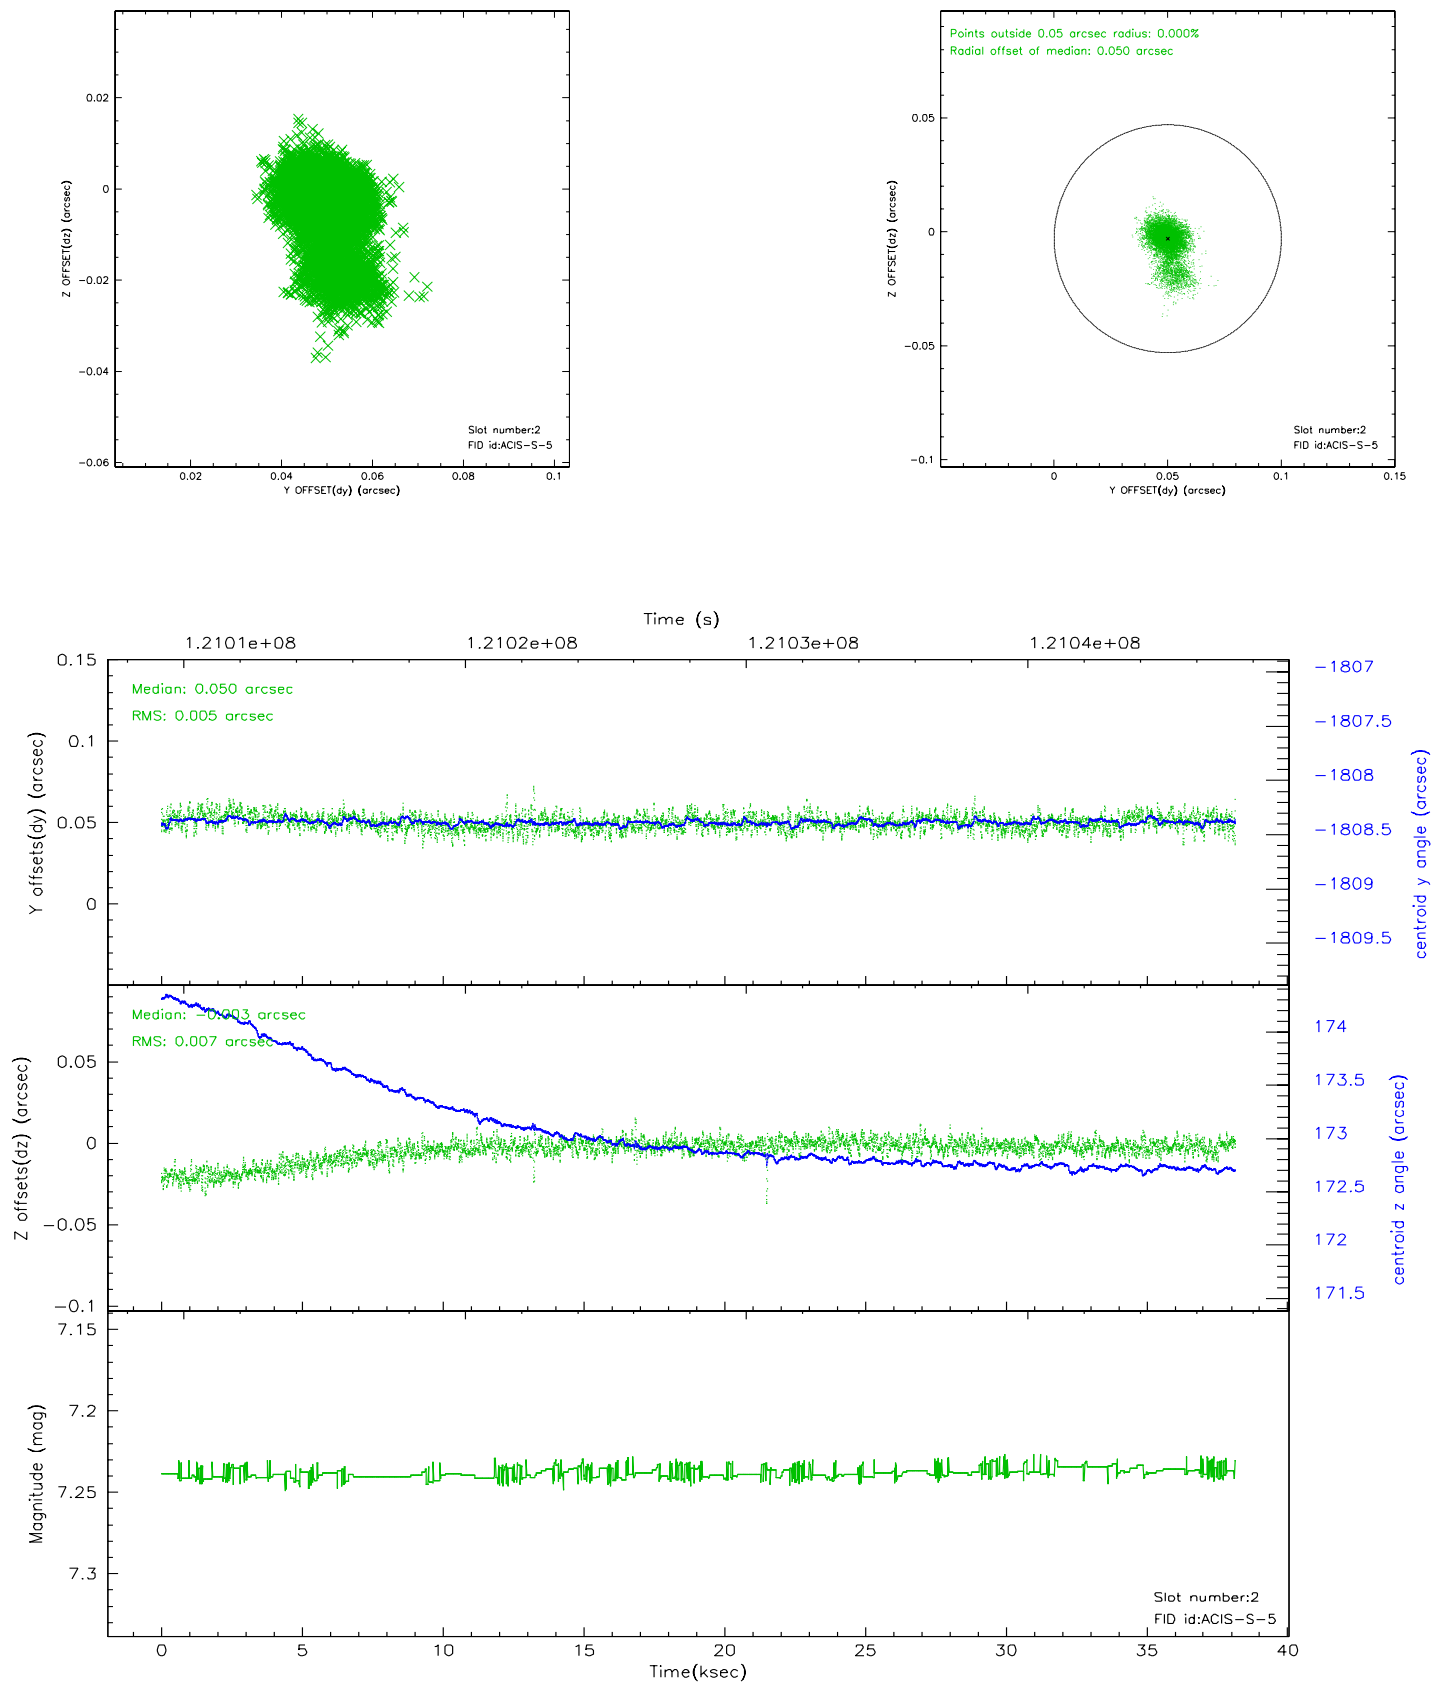 0.02
0
-0.02
-0.04
-0.06
Z OFFSET(dz) (arcsec)
Slot number:2
FID id:ACIS-S-5
0.02 0.04 0.06 0.08 0.1
Y OFFSET(dy) (arcsec)
Points outside 0.05 arcsec radius: 0.000%
Radial offset of median: 0.050 arcsec
0.05
0
-0.05
-0.1
Z OFFSET(dz) (arcsec)
Slot number:2
FID id:ACIS-S-5
0 0.05 0.1 0.15
Y OFFSET(dy) (arcsec)
Time (s)
1.2101e+08 1.2102e+08 1.2103e+08 1.2104e+08
Median: 0.050 arcsec
RMS: 0.005 arcsec
0.15
0.1
0.05
0
Y offsets(dy) (arcsec)
-1807
-1807.5
-1808
-1808.5
-1809
-1809.5
centroid y angle (arcsec)
Median: -0.003 arcsec
RMS: 0.007 arcsec
0.05
0
-0.05
-0.1
Z offsets(dz) (arcsec)
174
173.5
173
172.5
172
171.5
centroid z angle (arcsec)
7.15
7.2
7.25
7.3
Magnitude (mag)
Slot number:2
FID id:ACIS-S-5
0 5 10 15 20 25 30 35 40
Time(ksec)